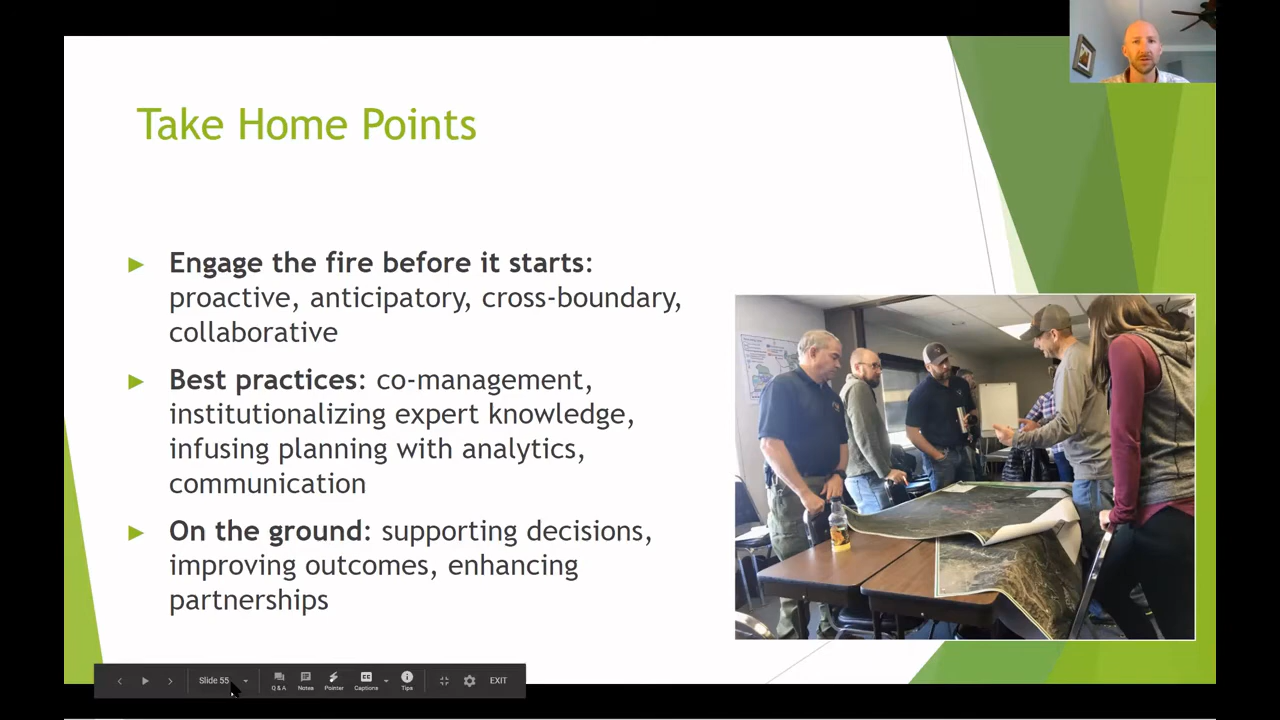 Take Home Points
► Engage the fire before it starts:
proactive, anticipatory, cross-boundary,
collaborative
► Best practices: co-management,
institutionalizing expert knowledge,
infusing planning with analytics,
communication
► On the ground: supporting decisions,
improving outcomes, enhancing
partnerships
Slide 55
Q & A
Notes
Pointer
Captions
Tips
EXIT